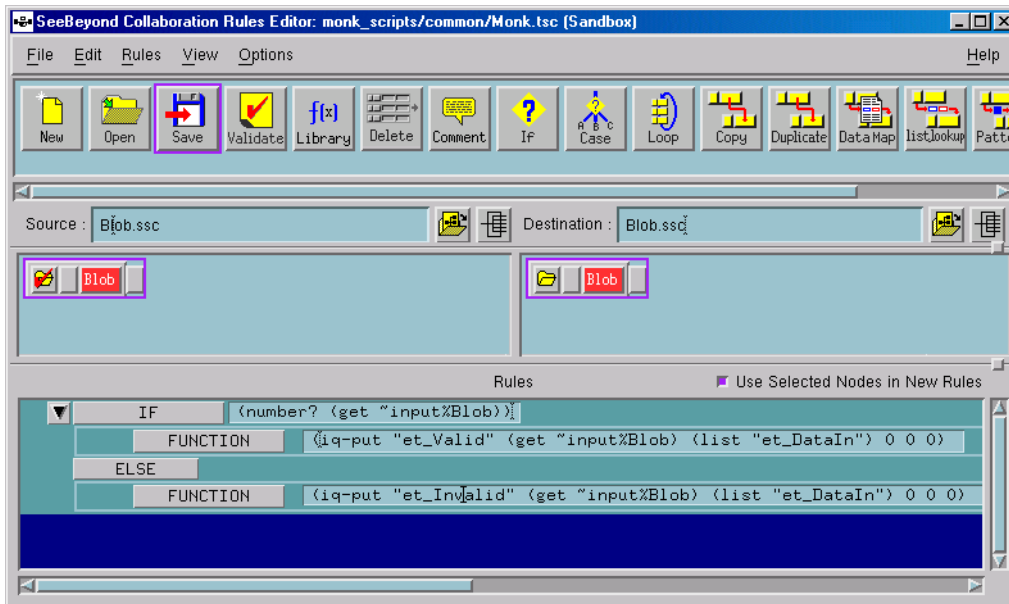 SeeBeyond Collaboration Rules Editor: monk_scripts/common/Monk.tsc (Sandbox)
File Edit Rules View Options Help
New Open Save Validate Library Delete Comment If Case Loop Copy Duplicate Data Map list lookup Patt
f(x)
A B C
Source : Blob.ssc Destination : Blob.ssc
Blob Blob
Rules Use Selected Nodes in New Rules
IF (number? (get ~input%Blob))
FUNCTION (iq-put "et_Valid" (get ~input%Blob) (list "et_DataIn") 0 0 0)
ELSE
FUNCTION (iq-put "et_Invalid" (get ~input%Blob) (list "et_DataIn") 0 0 0)